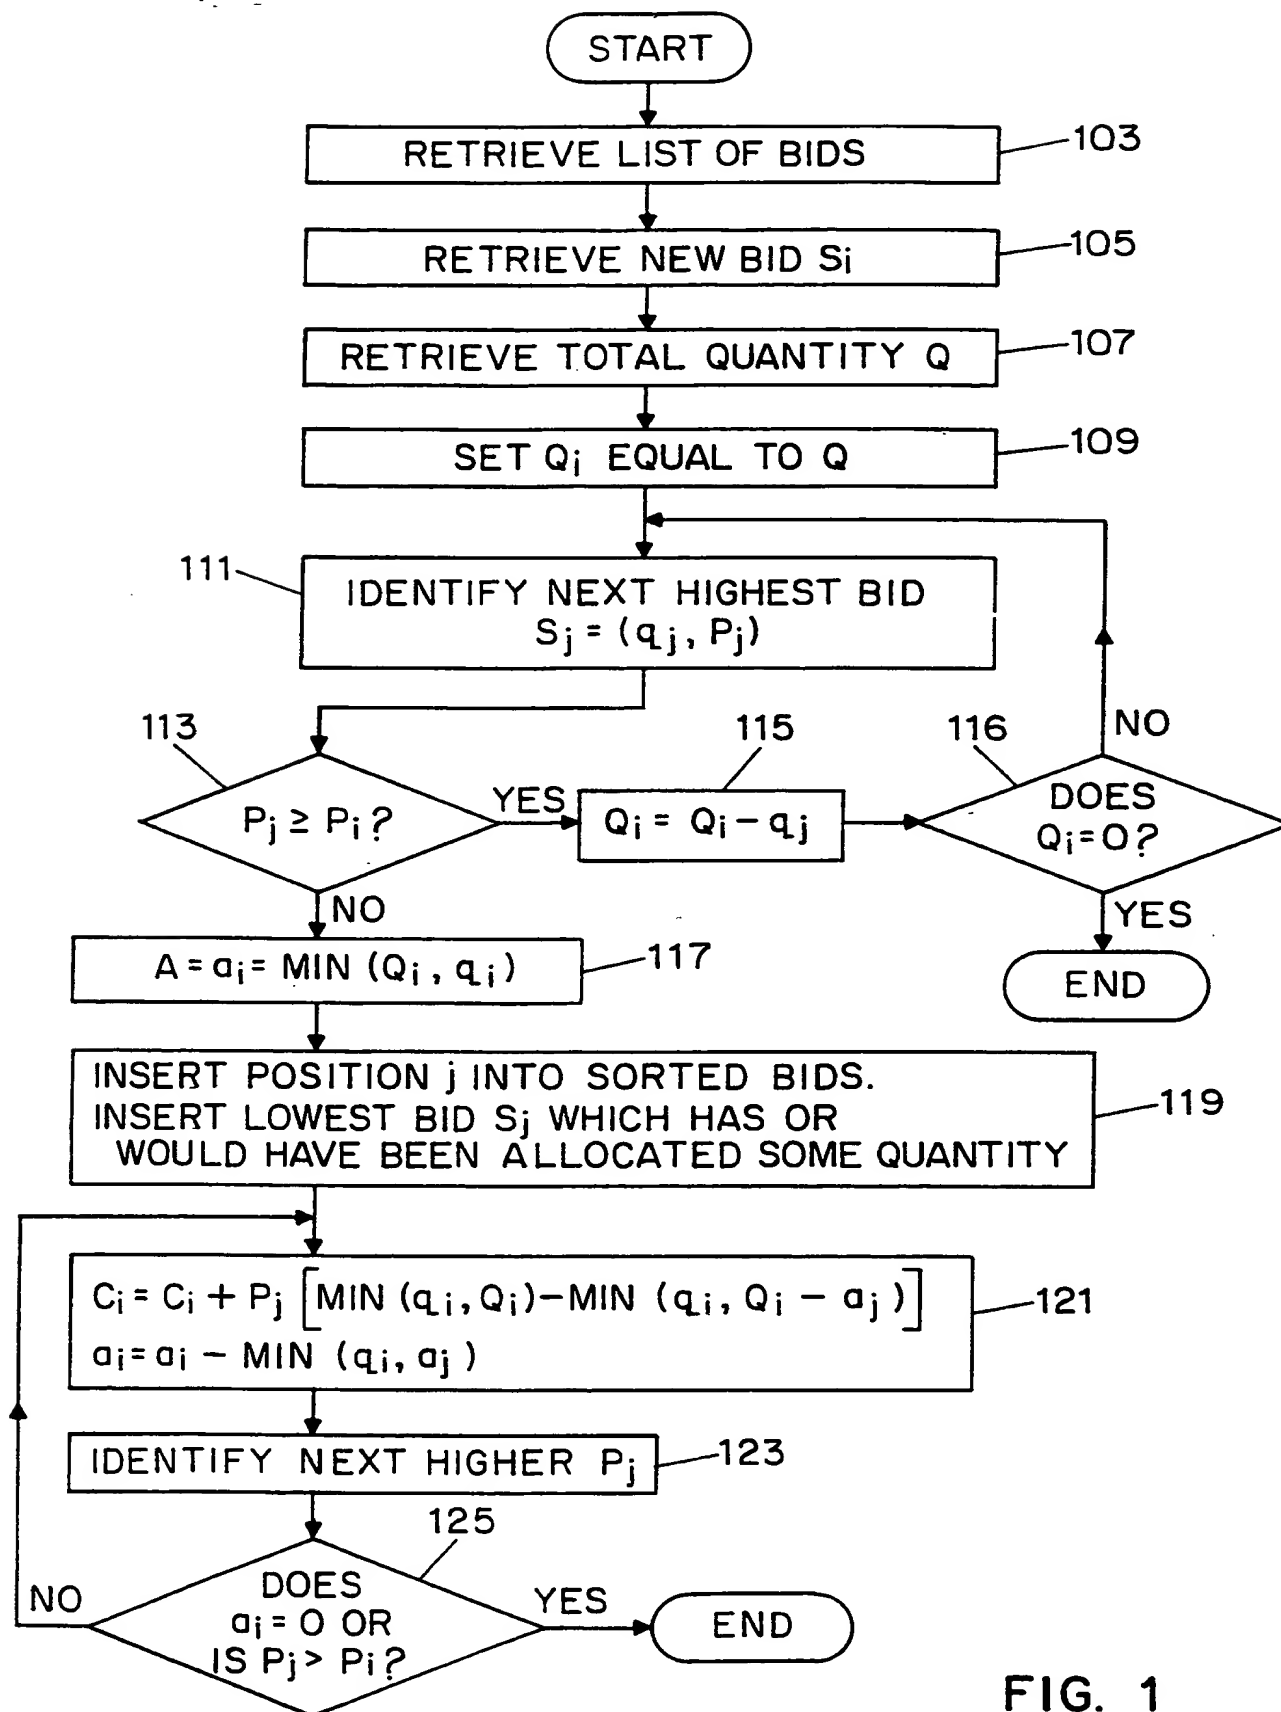 START
RETRIEVE LIST OF BIDS
103
RETRIEVE NEW BID Si
105
RETRIEVE TOTAL QUANTITY Q
107
SET Qi EQUAL TO Q
109
111
IDENTIFY NEXT HIGHEST BID
Sj = (qj, Pj)
113
Pj ≥ Pi?
YES
115
Qi = Qi - qj
116
DOES
Qi = 0?
NO
YES
END
NO
A = ai = MIN (Qi, qi)
117
INSERT POSITION j INTO SORTED BIDS.
INSERT LOWEST BID Sj WHICH HAS OR
WOULD HAVE BEEN ALLOCATED SOME QUANTITY
119
Ci = Ci + Pj [MIN (qi, Qi) - MIN (qi, Qi - aj)]
ai = ai - MIN (qi, aj)
121
IDENTIFY NEXT HIGHER Pj
123
125
DOES
ai = 0 OR
IS Pj > Pi?
NO
YES
END
FIG. 1